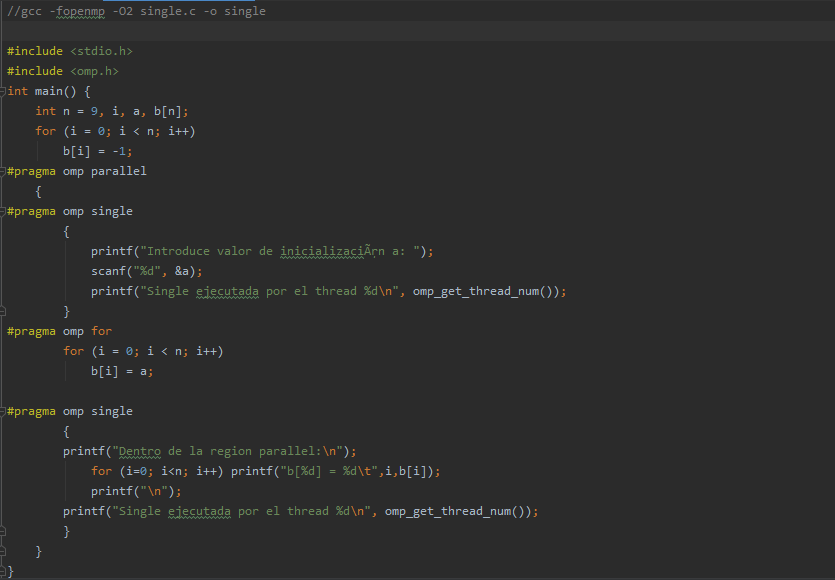 //gcc -fopenmp -O2 single.c -o single
#include <stdio.h>
#include <omp.h>
int main() {
    int n = 9, i, a, b[n];
    for (i = 0; i < n; i++)
        b[i] = -1;
#pragma omp parallel
    {
#pragma omp single
        {
            printf("Introduce valor de inicializaciÃņn a: ");
            scanf("%d", &a);
            printf("Single ejecutada por el thread %d\n", omp_get_thread_num());
        }
#pragma omp for
        for (i = 0; i < n; i++)
            b[i] = a;
#pragma omp single
        {
        printf("Dentro de la region parallel:\n");
            for (i=0; i<n; i++) printf("b[%d] = %d\t",i,b[i]);
            printf("\n");
        printf("Single ejecutada por el thread %d\n", omp_get_thread_num());
        }
    }
}